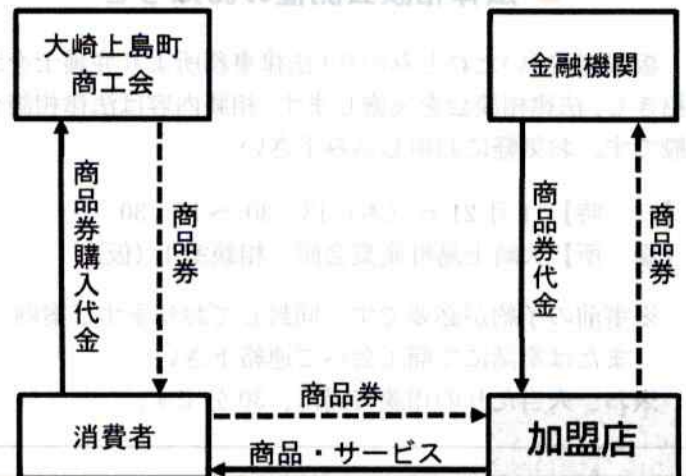 大崎上島町
商工会
金融機関
商品券購入代金
商品券
商品券代金
商品券
商品券
消費者
商品・サービス
加盟店